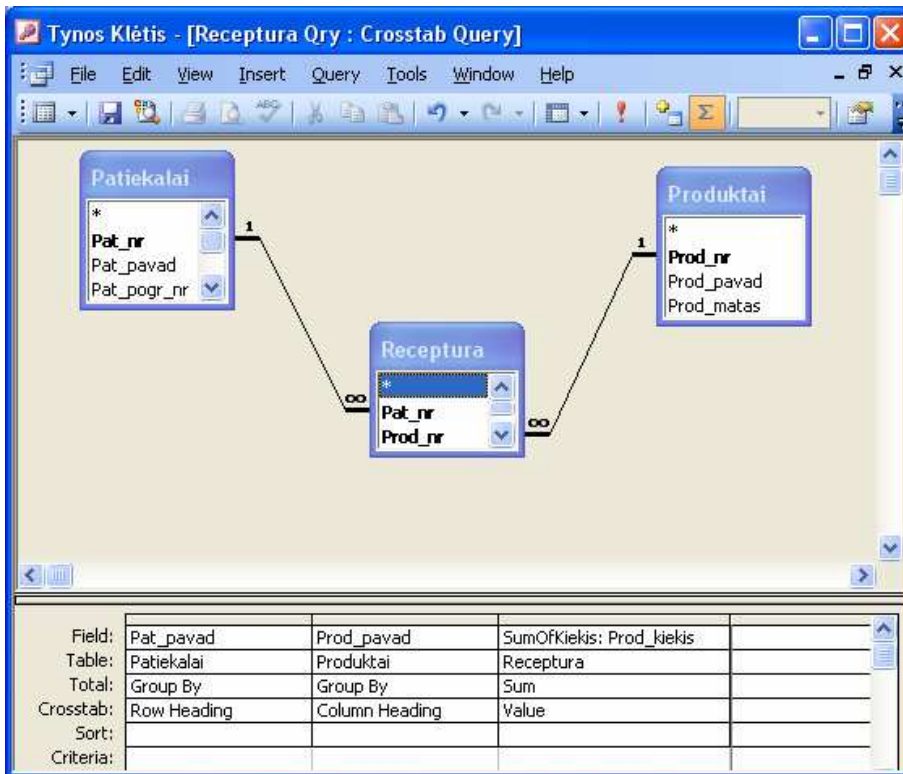 Tynos Klėtis - [Receptura Qry : Crosstab Query]
File Edit View Insert Query Tools Window Help
ABC
Σ
Patiekalai
*
Pat_nr
Pat_pavad
Pat_pogr_nr
1
∞
Receptura
*
Pat_nr
Prod_nr
∞
1
Produktai
*
Prod_nr
Prod_pavad
Prod_matas
Field: Pat_pavad Prod_pavad SumOfKiekis: Prod_kiekis
Table: Patiekalai Produktai Receptura
Total: Group By Group By Sum
Crosstab: Row Heading Column Heading Value
Sort:
Criteria: